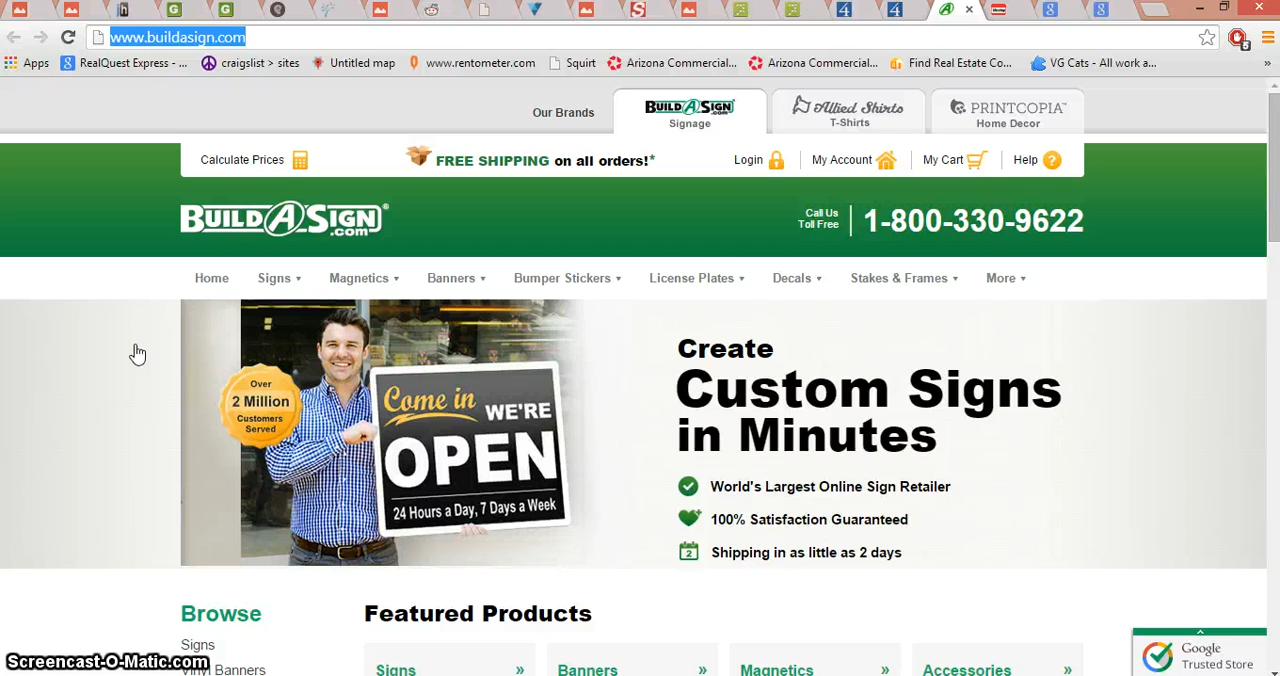 www.buildasign.com
Apps RealQuest Express - ... craigslist > sites Untitled map www.rentometer.com Squirt Arizona Commercial... Arizona Commercial... Find Real Estate Co... VG Cats - All work a... »
Our Brands
BUILDASIGN.com
Signage
Allied Shirts
T-Shirts
PRINTCOPIA™
Home Decor
Calculate Prices
FREE SHIPPING on all orders!*
Login
My Account
My Cart
Help ?
BUILDASIGN®
.com
Call Us
Toll Free
1-800-330-9622
Home Signs Magnetics Banners Bumper Stickers License Plates Decals Stakes & Frames More
Over
2 Million
Customers
Served
Come in WE'RE
OPEN
24 Hours a Day, 7 Days a Week
Create
Custom Signs
in Minutes
World's Largest Online Sign Retailer
100% Satisfaction Guaranteed
2 Shipping in as little as 2 days
Browse
Signs
Vinyl Banners
Featured Products
Signs »
Banners »
Magnetics »
Accessories »
Google
Trusted Store
Screencast-O-Matic.com